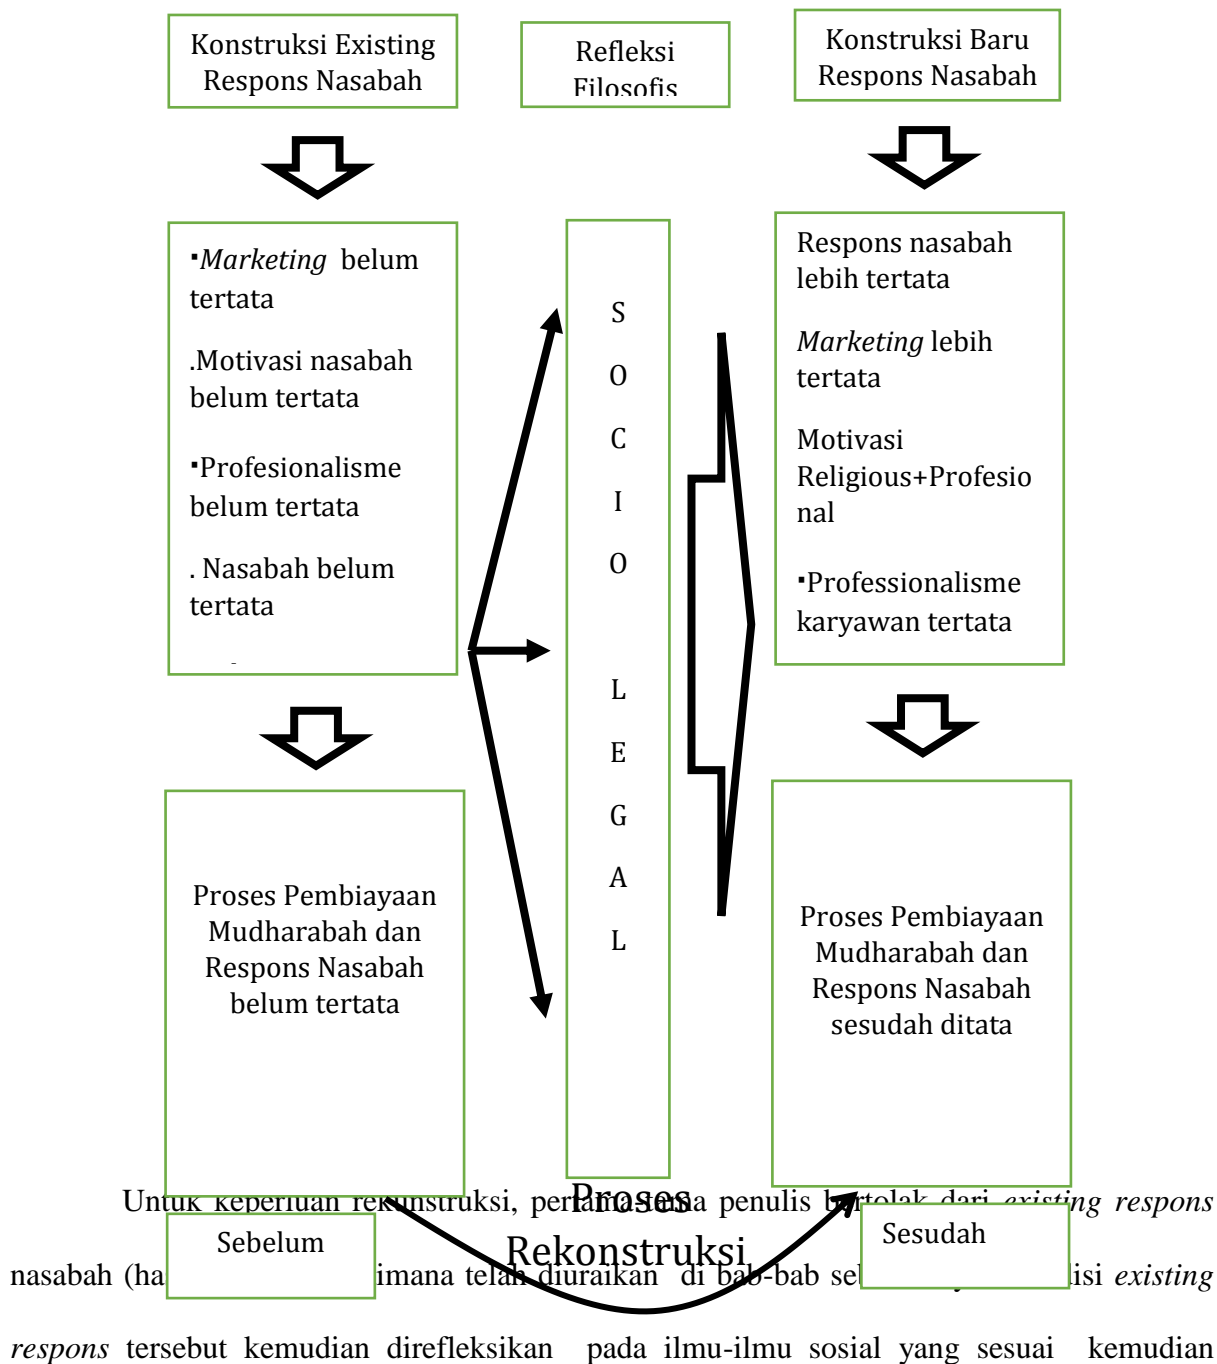 Konstruksi Existing
Respons Nasabah
Refleksi
Filosofis
Konstruksi Baru
Respons Nasabah
▪Marketing belum
tertata
.Motivasi nasabah
belum tertata
▪Profesionalisme
belum tertata
. Nasabah belum
tertata
S
O
C
I
O
L
E
G
A
L
Respons nasabah
lebih tertata
Marketing lebih
tertata
Motivasi
Religious+Profesio
nal
▪Professionalisme
karyawan tertata
Proses Pembiayaan
Mudharabah dan
Respons Nasabah
belum tertata
Proses Pembiayaan
Mudharabah dan
Respons Nasabah
sesudah ditata
Proses
Rekonstruksi
Sebelum
Sesudah
Untuk keperluan rekonstruksi, penulis bertolak dari existing respons
nasabah telah diuraikan di bab-bab existing
respons tersebut kemudian direfleksikan pada ilmu-ilmu sosial yang sesuai kemudian